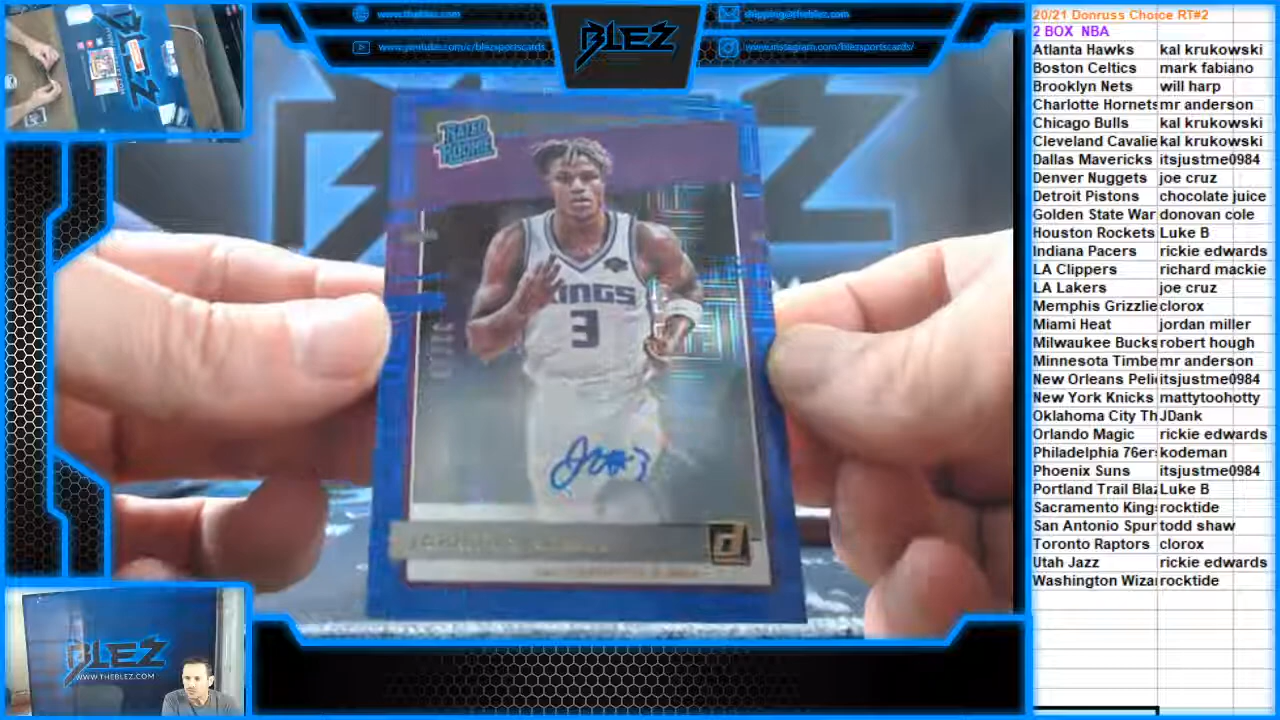 www.theblez.com
shipping@theblez.com
www.youtube.com/c/blezsportscards
www.instagram.com/blezsportscards/
BLEZ
RATED ROOKIE
KINGS
3
BLEZ
WWW.THEBLEZ.COM
20/21 Donruss Choice RT#2
2 BOX NBA
Atlanta Hawks kal krukowski
Boston Celtics mark fabiano
Brooklyn Nets will harp
Charlotte Hornets mr anderson
Chicago Bulls kal krukowski
Cleveland Cavalie kal krukowski
Dallas Mavericks itsjustme0984
Denver Nuggets joe cruz
Detroit Pistons chocolate juice
Golden State War donovan cole
Houston Rockets Luke B
Indiana Pacers rickie edwards
LA Clippers richard mackie
LA Lakers joe cruz
Memphis Grizzlie clorox
Miami Heat jordan miller
Milwaukee Bucks robert hough
Minnesota Timbe mr anderson
New Orleans Peli itsjustme0984
New York Knicks mattytoohotty
Oklahoma City Th JDank
Orlando Magic rickie edwards
Philadelphia 76er kodeman
Phoenix Suns itsjustme0984
Portland Trail Blaz Luke B
Sacramento King rocktide
San Antonio Spur todd shaw
Toronto Raptors clorox
Utah Jazz rickie edwards
Washington Wiza rocktide